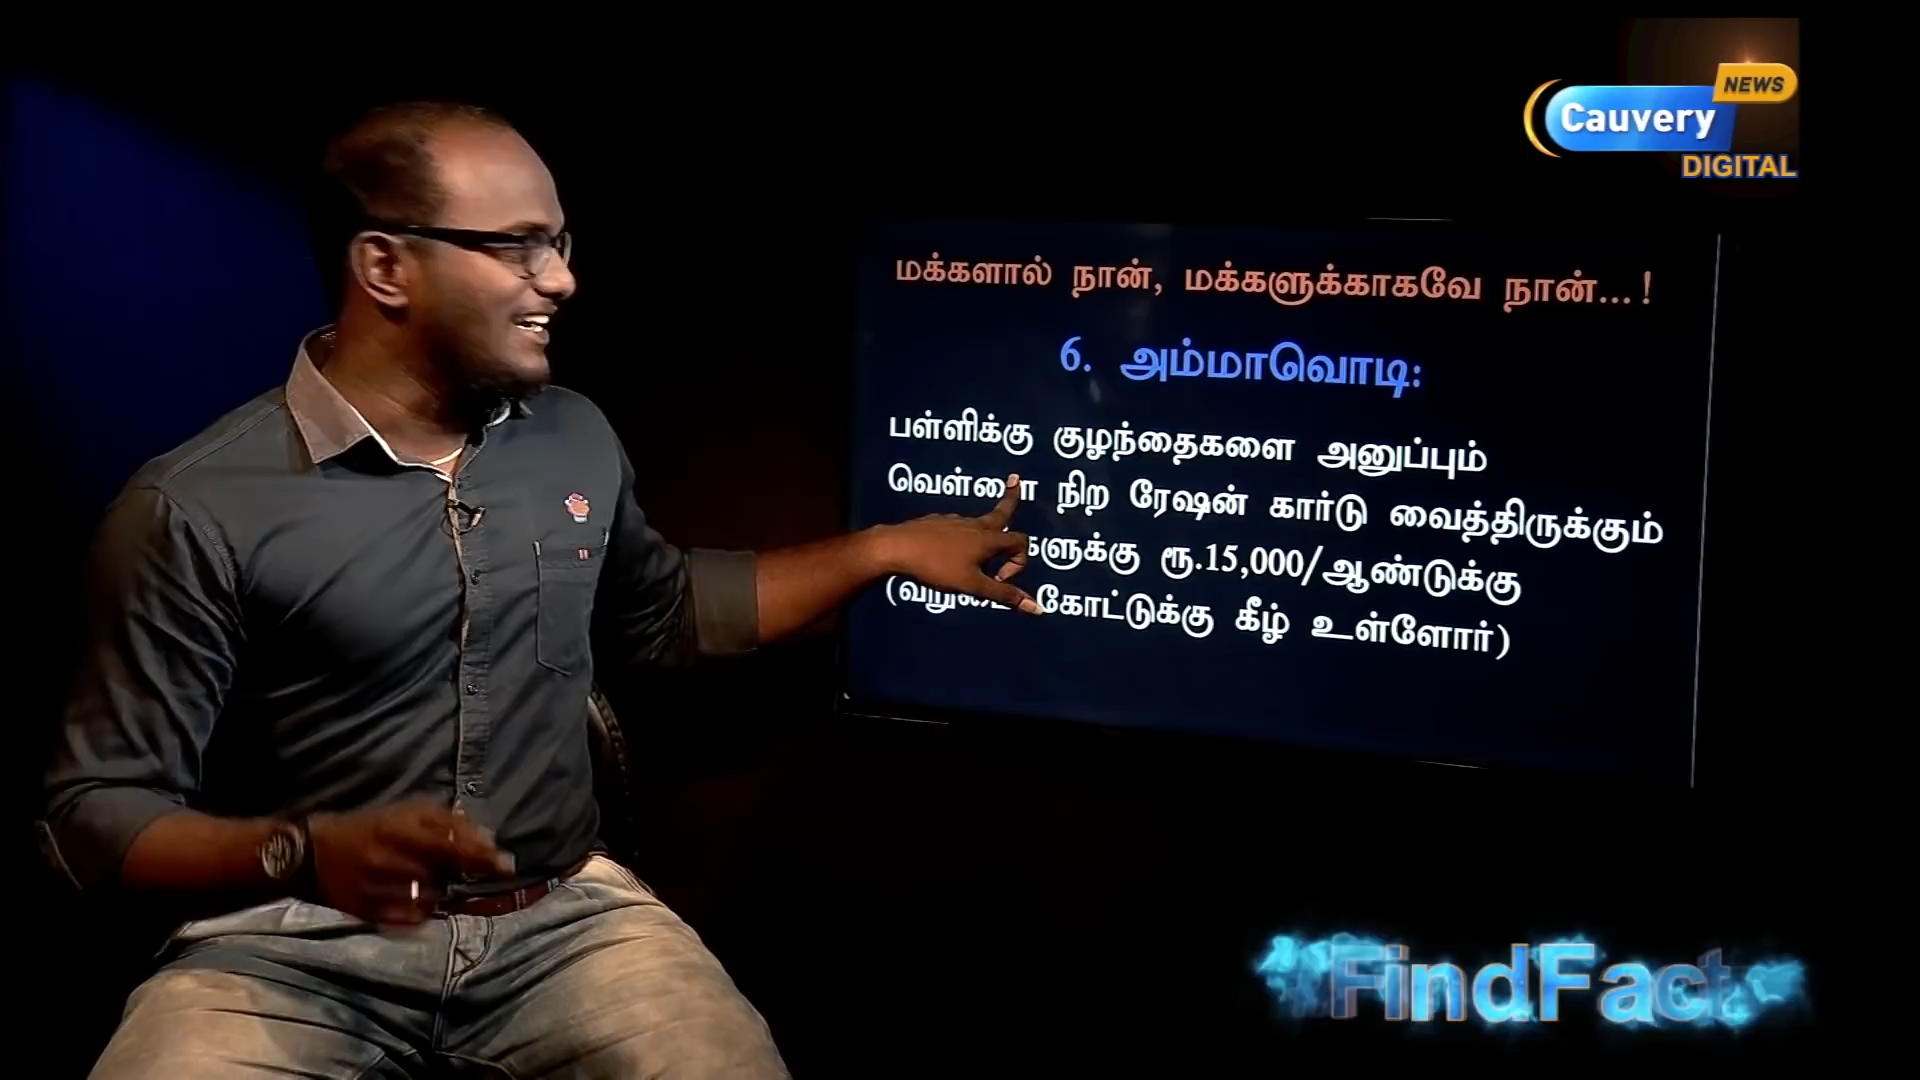 NEWS
Cauvery
DIGITAL
மக்களால் நான், மக்களுக்காகவே நான்...!
6. அம்மாவொடி:
பள்ளிக்கு குழந்தைகளை அனுப்பும்
வெள்ளை நிற ரேஷன் கார்டு வைத்திருக்கும்
ரூ.15,000/ஆண்டுக்கு
கோட்டுக்கு கீழ் உள்ளோர்)
#FindFact